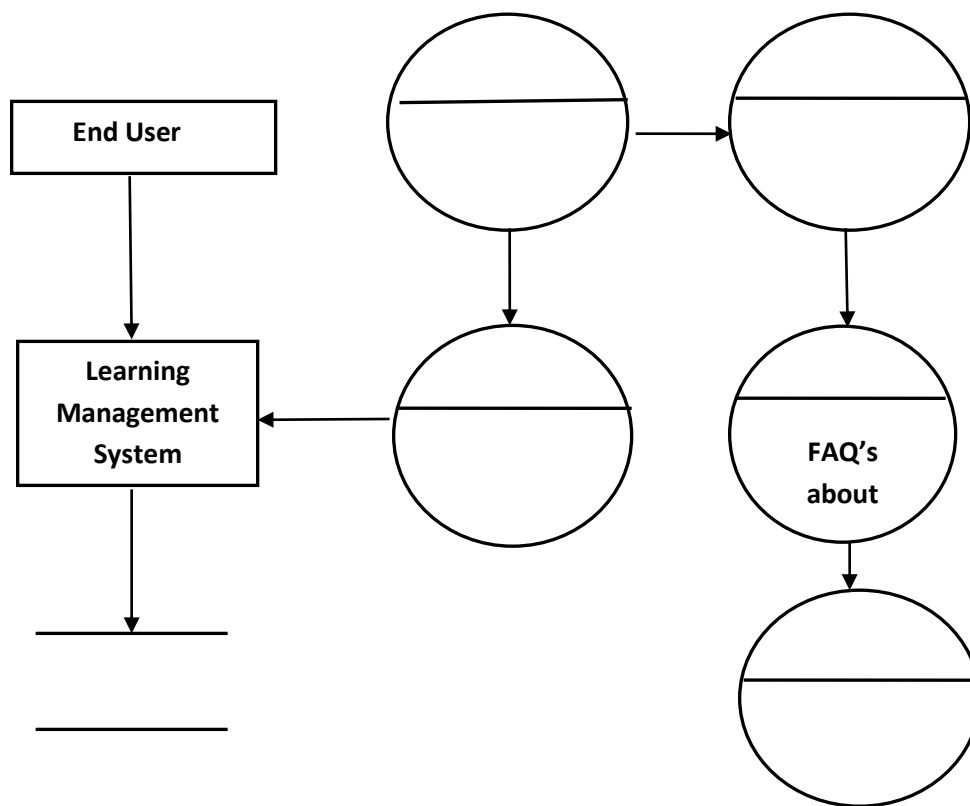 End User
Learning
Management
System
FAQ’s
about